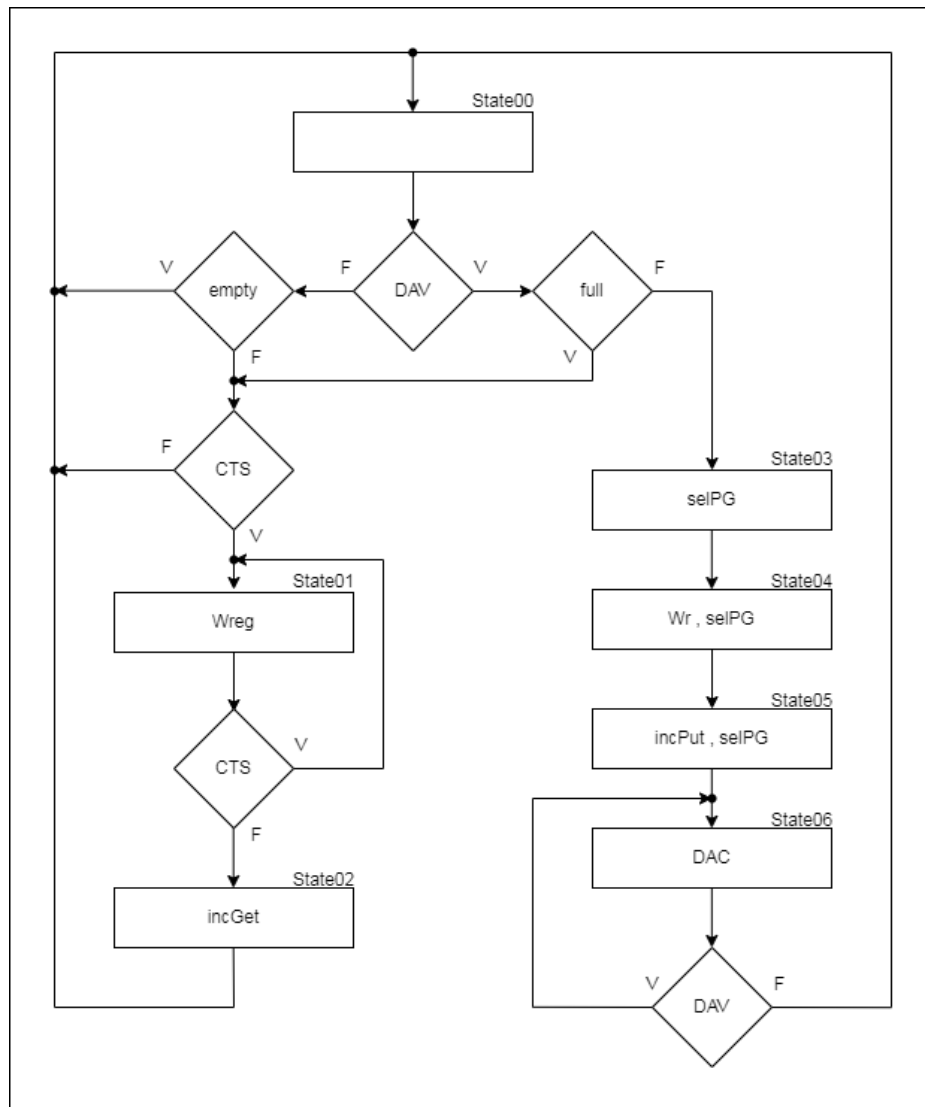 State00
V
F
V
F
empty
DAV
full
F
V
F
CTS
State03
selPG
V
State01
State04
Wreg
Wr , selPG
State05
V
incPut , selPG
CTS
F
State06
DAC
State02
incGet
V
F
DAV